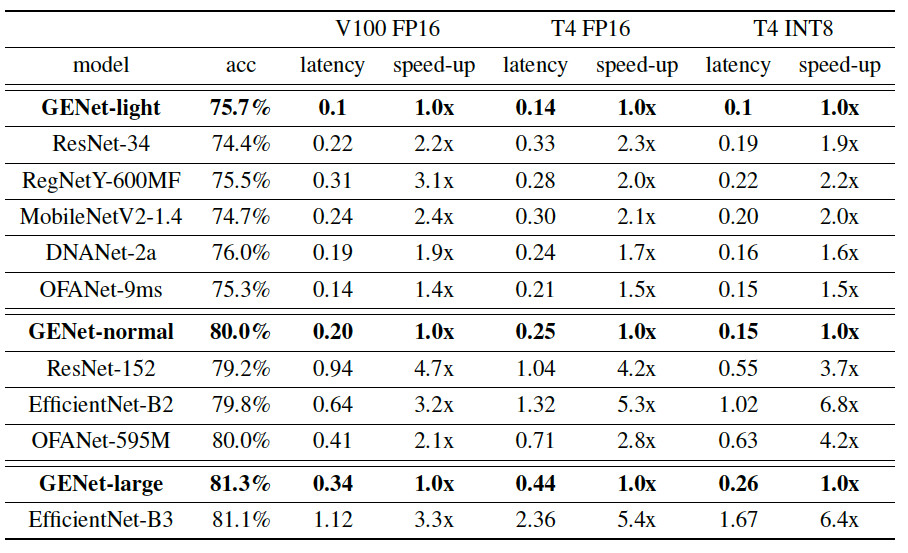 V100 FP16 T4 FP16 T4 INT8
model acc latency speed-up latency speed-up latency speed-up
GENet-light 75.7% 0.1 1.0x 0.14 1.0x 0.1 1.0x
ResNet-34 74.4% 0.22 2.2x 0.33 2.3x 0.19 1.9x
RegNetY-600MF 75.5% 0.31 3.1x 0.28 2.0x 0.22 2.2x
MobileNetV2-1.4 74.7% 0.24 2.4x 0.30 2.1x 0.20 2.0x
DNANet-2a 76.0% 0.19 1.9x 0.24 1.7x 0.16 1.6x
OFANet-9ms 75.3% 0.14 1.4x 0.21 1.5x 0.15 1.5x
GENet-normal 80.0% 0.20 1.0x 0.25 1.0x 0.15 1.0x
ResNet-152 79.2% 0.94 4.7x 1.04 4.2x 0.55 3.7x
EfficientNet-B2 79.8% 0.64 3.2x 1.32 5.3x 1.02 6.8x
OFANet-595M 80.0% 0.41 2.1x 0.71 2.8x 0.63 4.2x
GENet-large 81.3% 0.34 1.0x 0.44 1.0x 0.26 1.0x
EfficientNet-B3 81.1% 1.12 3.3x 2.36 5.4x 1.67 6.4x